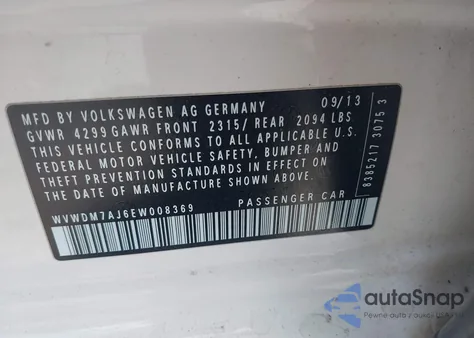 MFD BY VOLKSWAGEN AG GERMANY 09/13
GVWR 4299 GAWR FRONT 2315/ REAR 2094 LBS
THIS VEHICLE CONFORMS TO ALL APPLICABLE U.S.
FEDERAL MOTOR VEHICLE SAFETY, BUMPER AND
THEFT PREVENTION STANDARDS IN EFFECT ON
THE DATE OF MANUFACTURE SHOWN ABOVE.
WVWDM7AJ6EW008369 PASSENGER CAR
8385217 3075 3
autoSnap